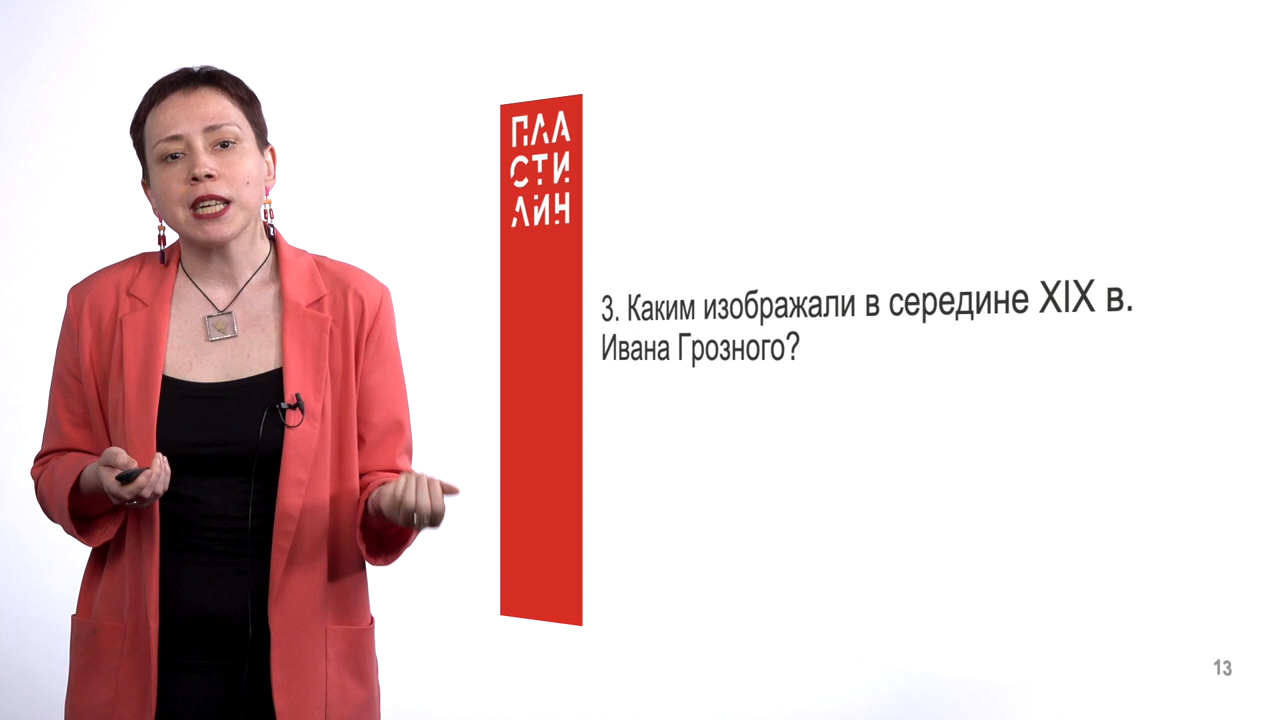 ПЛА
СТИ
ЛИН
3. Каким изображали в середине XIX в.
Ивана Грозного?
13